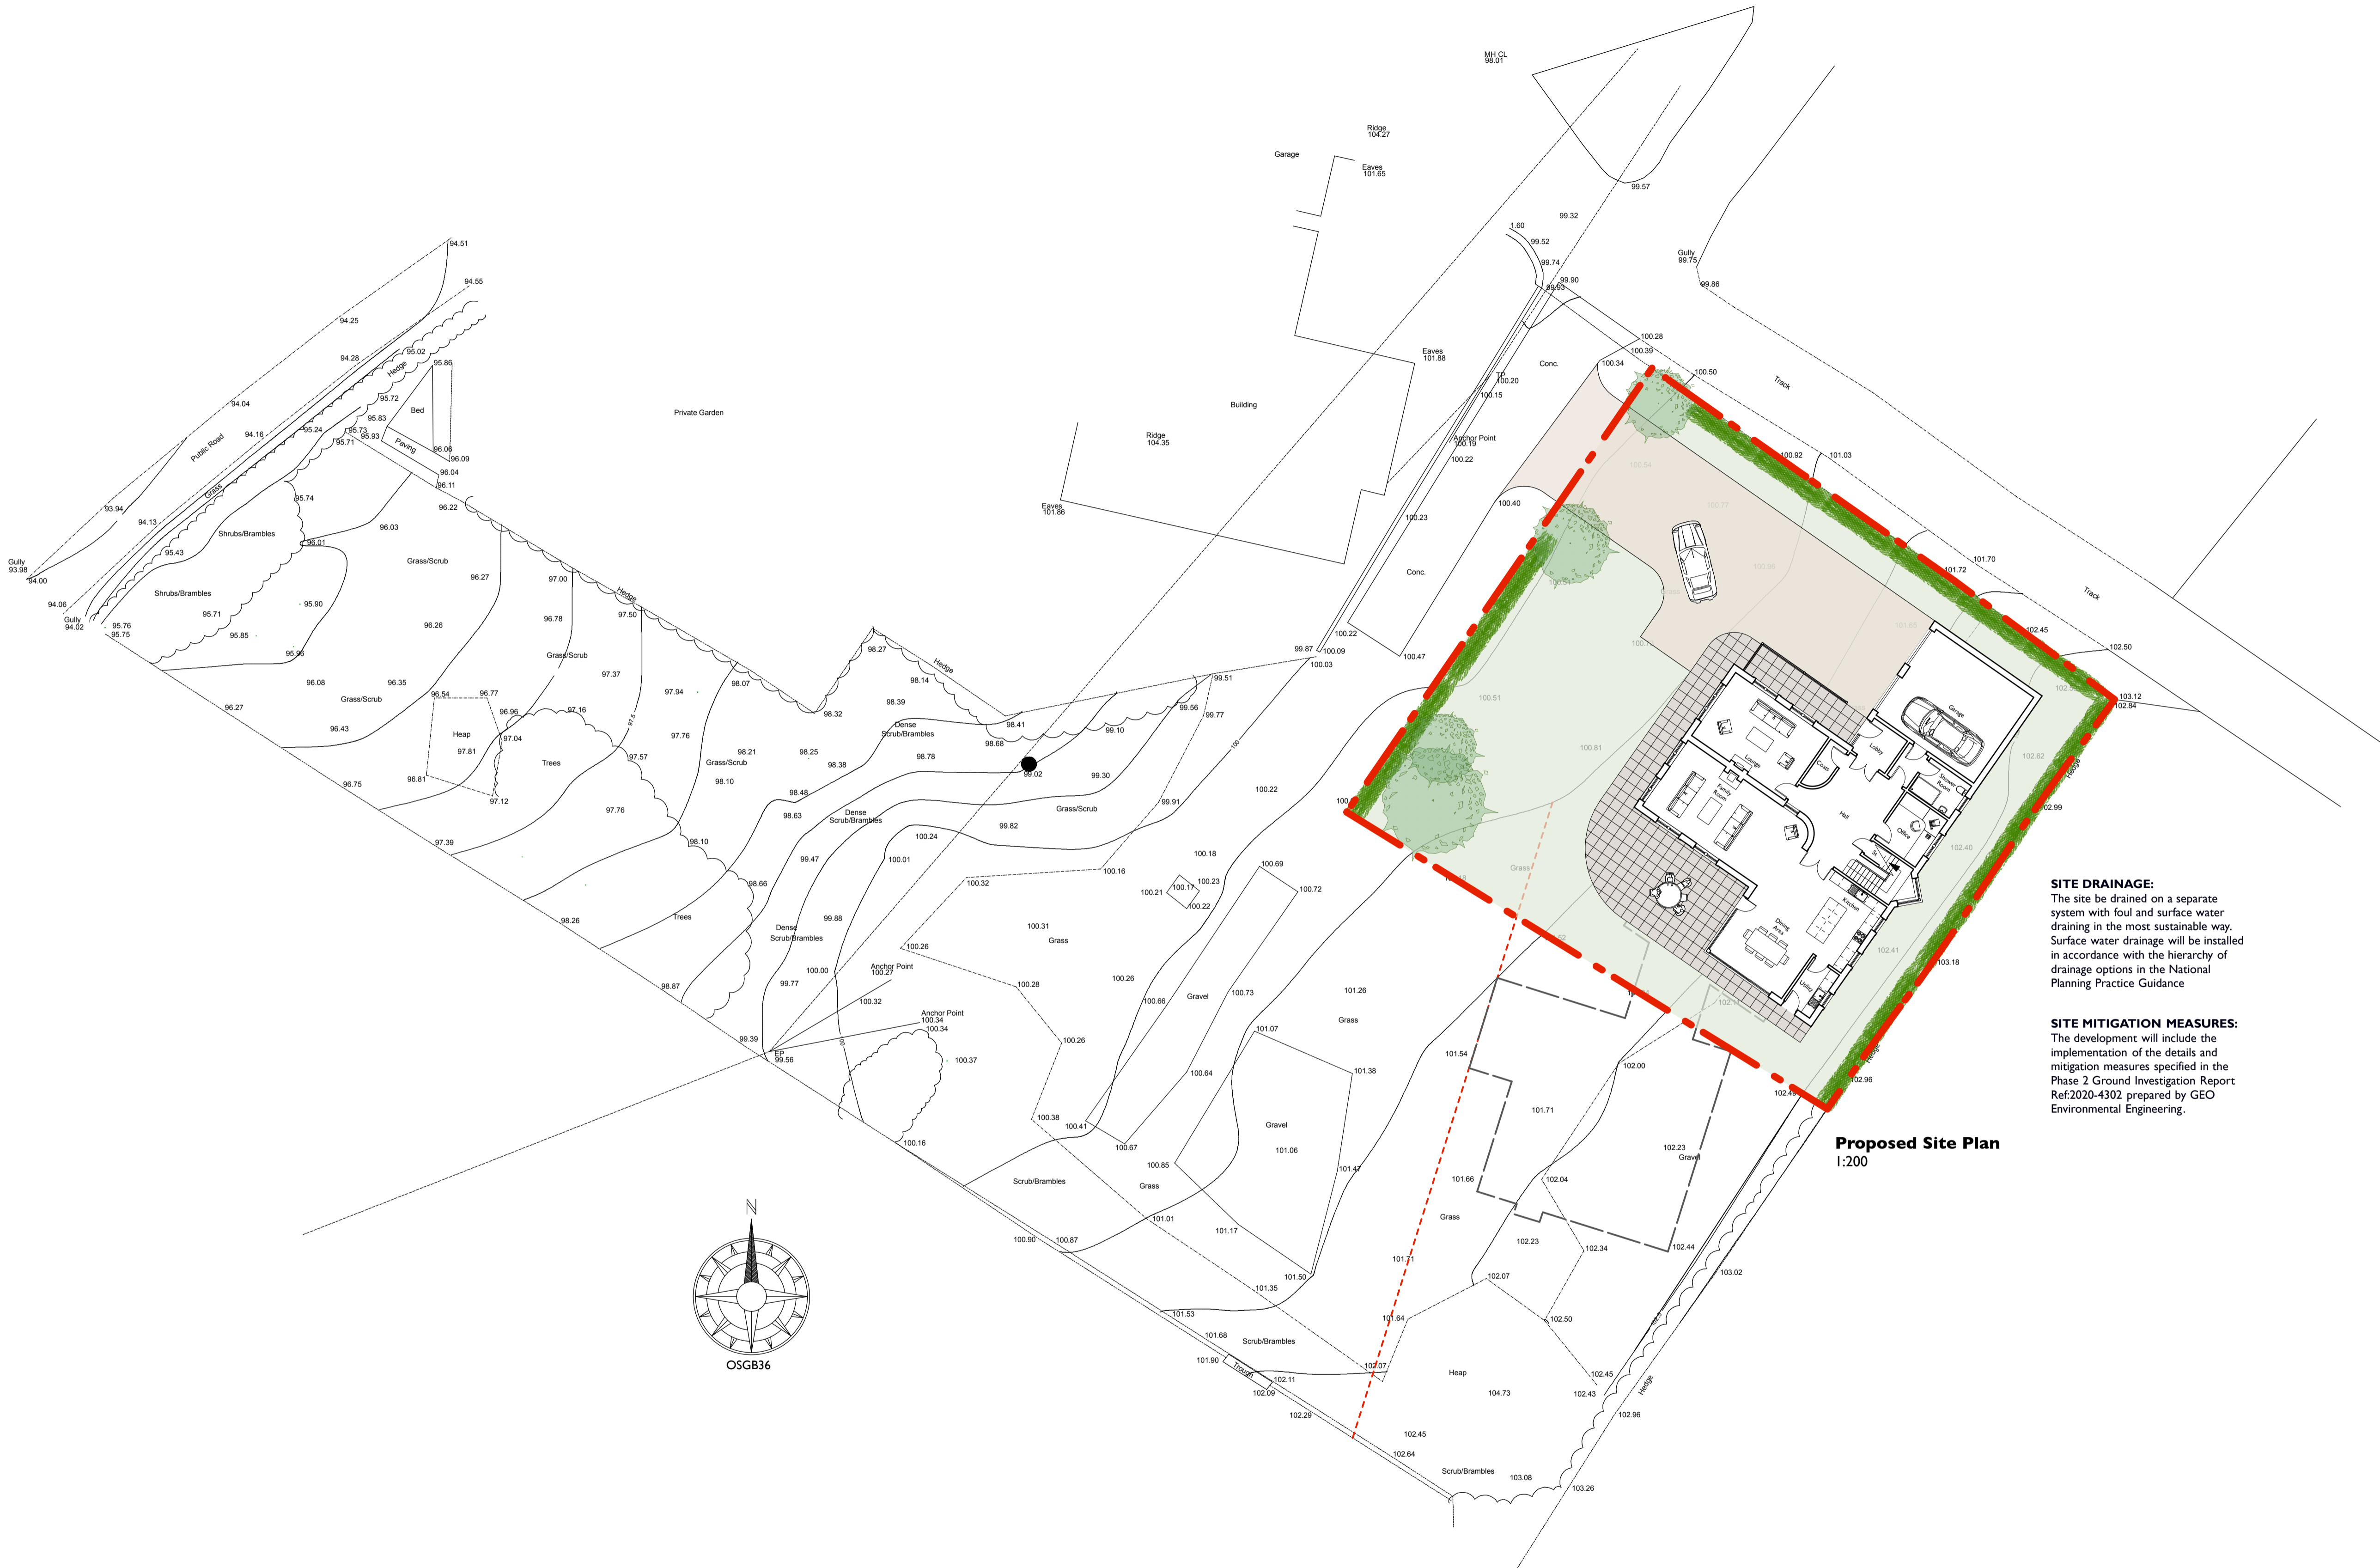 MH CL
98.01
Ridge
104.27
Garage
Eaves
101.65
99.57
99.32
1.60
99.52
99.74
99.90
99.93
Gully
99.75
99.86
94.51
94.55
94.25
94.28
95.02
Hedge
95.86
95.72
Bed
95.83
95.73
95.93
95.71
95.24
Paving
96.06
96.09
96.04
96.11
96.22
94.04
94.16
Public Road
Grass
93.94
94.13
95.43
95.74
Shrubs/Brambles
96.01
96.03
Gully
93.98
94.00
94.06
Gully
94.02
95.76
95.75
Shrubs/Brambles
95.71
95.85
95.90
95.96
Grass/Scrub
96.27
96.26
97.00
96.78
97.50
Hedge
Private Garden
Building
Ridge
104.35
Eaves
101.86
Eaves
101.88
Conc.
TP
100.20
100.15
Anchor Point
100.19
100.22
100.23
100.40
Conc.
100.22
100.47
99.87
100.09
100.03
100.28
100.39
100.34
100.50
Track
100.92
101.03
101.70
101.72
Track
102.45
102.50
103.12
102.84
100.77
Grass
100.51
100.81
102.62
102.40
102.41
Hedge
102.99
103.18
Hedge
102.96
Garage
Lobby
Coats
Lounge
Family
Room
Shower
Room
Hall
Office
St
Kitchen
Dining
Area
Utility
Grass
96.08
96.35
Grass/Scrub
96.27
96.43
96.54
96.77
96.96
97.16
Heap
97.81
97.04
96.81
97.12
96.75
97.39
Grass/Scrub
97.37
97.94
97.5
97.76
97.57
Trees
97.76
98.07
98.21
Grass/Scrub
98.10
98.25
98.38
98.48
98.27
98.14
Hedge
98.39
98.32
Dense
Scrub/Brambles
98.41
98.68
98.78
99.02
99.10
99.30
99.51
99.56
99.77
99.91
100
100.22
98.63
Dense
Scrub/Brambles
Grass/Scrub
99.82
100.24
100.01
99.47
98.10
98.66
98.26
Trees
99.88
Dense
Scrub/Brambles
98.87
99.39
99.77
100.00
EP
99.56
Anchor Point
100.27
100.32
Anchor Point
100.34
100.34
100.37
100.16
100.32
100.26
100.31
Grass
100.28
100.26
100.38
100.16
100.18
100.21
100.17
100.23
100.22
100.69
100.72
100.26
100.66
Gravel
100.73
100.64
100.41
100.67
100.85
101.07
101.26
Grass
101.38
Gravel
101.06
101.47
101.17
101.50
101.35
101.01
Grass
Scrub/Brambles
100.90
100.87
101.53
101.68
Scrub/Brambles
101.90
Trough
102.11
102.09
102.29
102.07
101.64
101.71
101.54
101.71
101.66
Grass
102.00
102.23
Gravel
102.04
102.23
102.34
102.44
102.07
102.50
102.45
102.43
Heap
104.73
102.45
102.64
Scrub/Brambles
103.08
103.26
102.96
Hedge
103.02
N
OSGB36
SITE DRAINAGE:
The site be drained on a separate
system with foul and surface water
draining in the most sustainable way.
Surface water drainage will be installed
in accordance with the hierarchy of
drainage options in the National
Planning Practice Guidance
SITE MITIGATION MEASURES:
The development will include the
implementation of the details and
mitigation measures specified in the
Phase 2 Ground Investigation Report
Ref:2020-4302 prepared by GEO
Environmental Engineering.
Proposed Site Plan
1:200